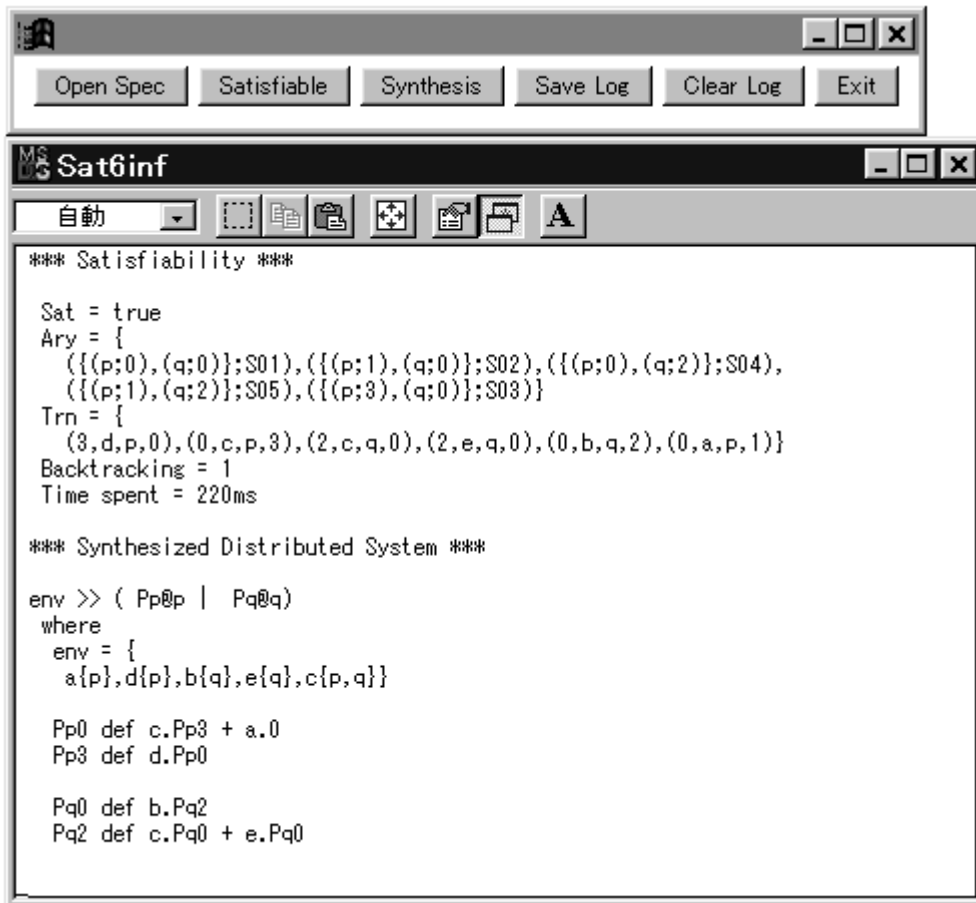 Open Spec Satisfiable Synthesis Save Log Clear Log Exit
Sat6inf
自動 A
*** Satisfiability ***
Sat = true
Ary = {
({(p;0),(q;0)};S01),({(p;1),(q;0)};S02),({(p;0),(q;2)};S04),
({(p;1),(q;2)};S05),({(p;3),(q;0)};S03)}
Trn = {
(3,d,p,0),(0,c,p,3),(2,c,q,0),(2,e,q,0),(0,b,q,2),(0,a,p,1)}
Backtracking = 1
Time spent = 220ms
*** Synthesized Distributed System ***
env >> ( Pp@p | Pq@q)
where
env = {
a{p},d{p},b{q},e{q},c{p,q}}
Pp0 def c.Pp3 + a.0
Pp3 def d.Pp0
Pq0 def b.Pq2
Pq2 def c.Pq0 + e.Pq0